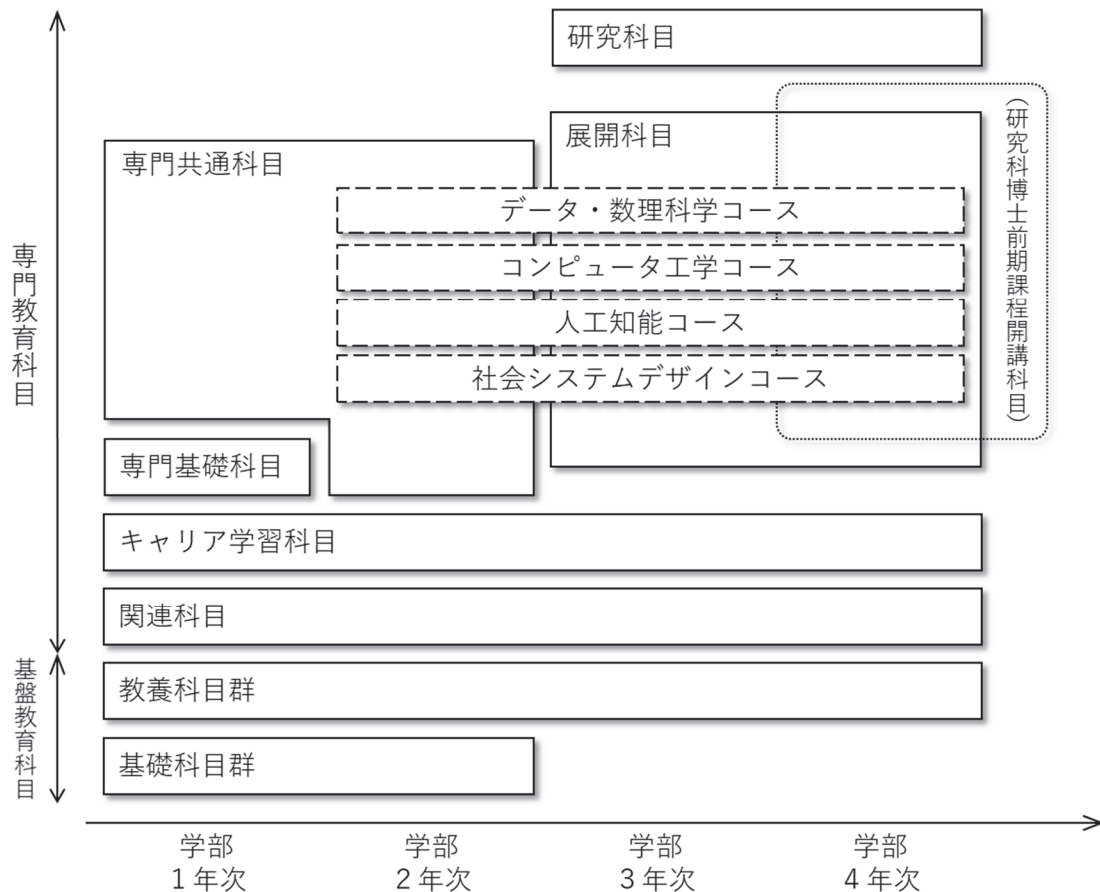 研究科目
(研究科博士前期課程開講科目)
展開科目
専門共通科目
データ・数理科学コース
コンピュータ工学コース
人工知能コース
社会システムデザインコース
専門教育科目
専門基礎科目
キャリア学習科目
関連科目
教養科目群
基盤教育科目
基礎科目群
学部
1年次
学部
2年次
学部
3年次
学部
4年次